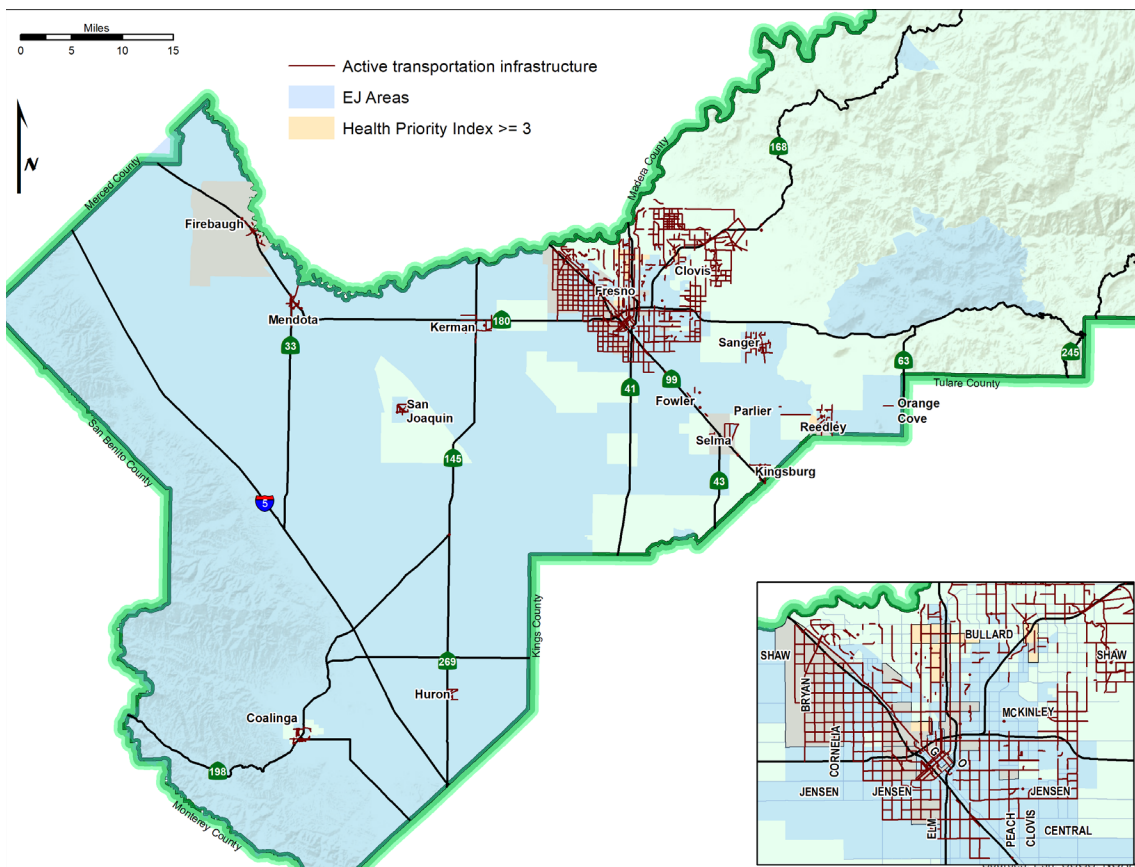 Miles
0 5 10 15
Active transportation infrastructure
EJ Areas
Health Priority Index >= 3
N
Merced County
Madera County
168
Firebaugh
Clovis
Fresno
Mendota
Kerman
180
Sanger
33
63
245
Tulare County
41
99
San
Joaquin
Fowler
Parlier
Orange
Cove
Reedley
Selma
San Benito County
145
43
Kingsburg
5
Kings County
269
Huron
Coalinga
198
Monterey County
BULLARD
SHAW
SHAW
BRYAN
MCKINLEY
CORNELIA
G
O
JENSEN
JENSEN
JENSEN
ELM
PEACH
CLOVIS
CENTRAL